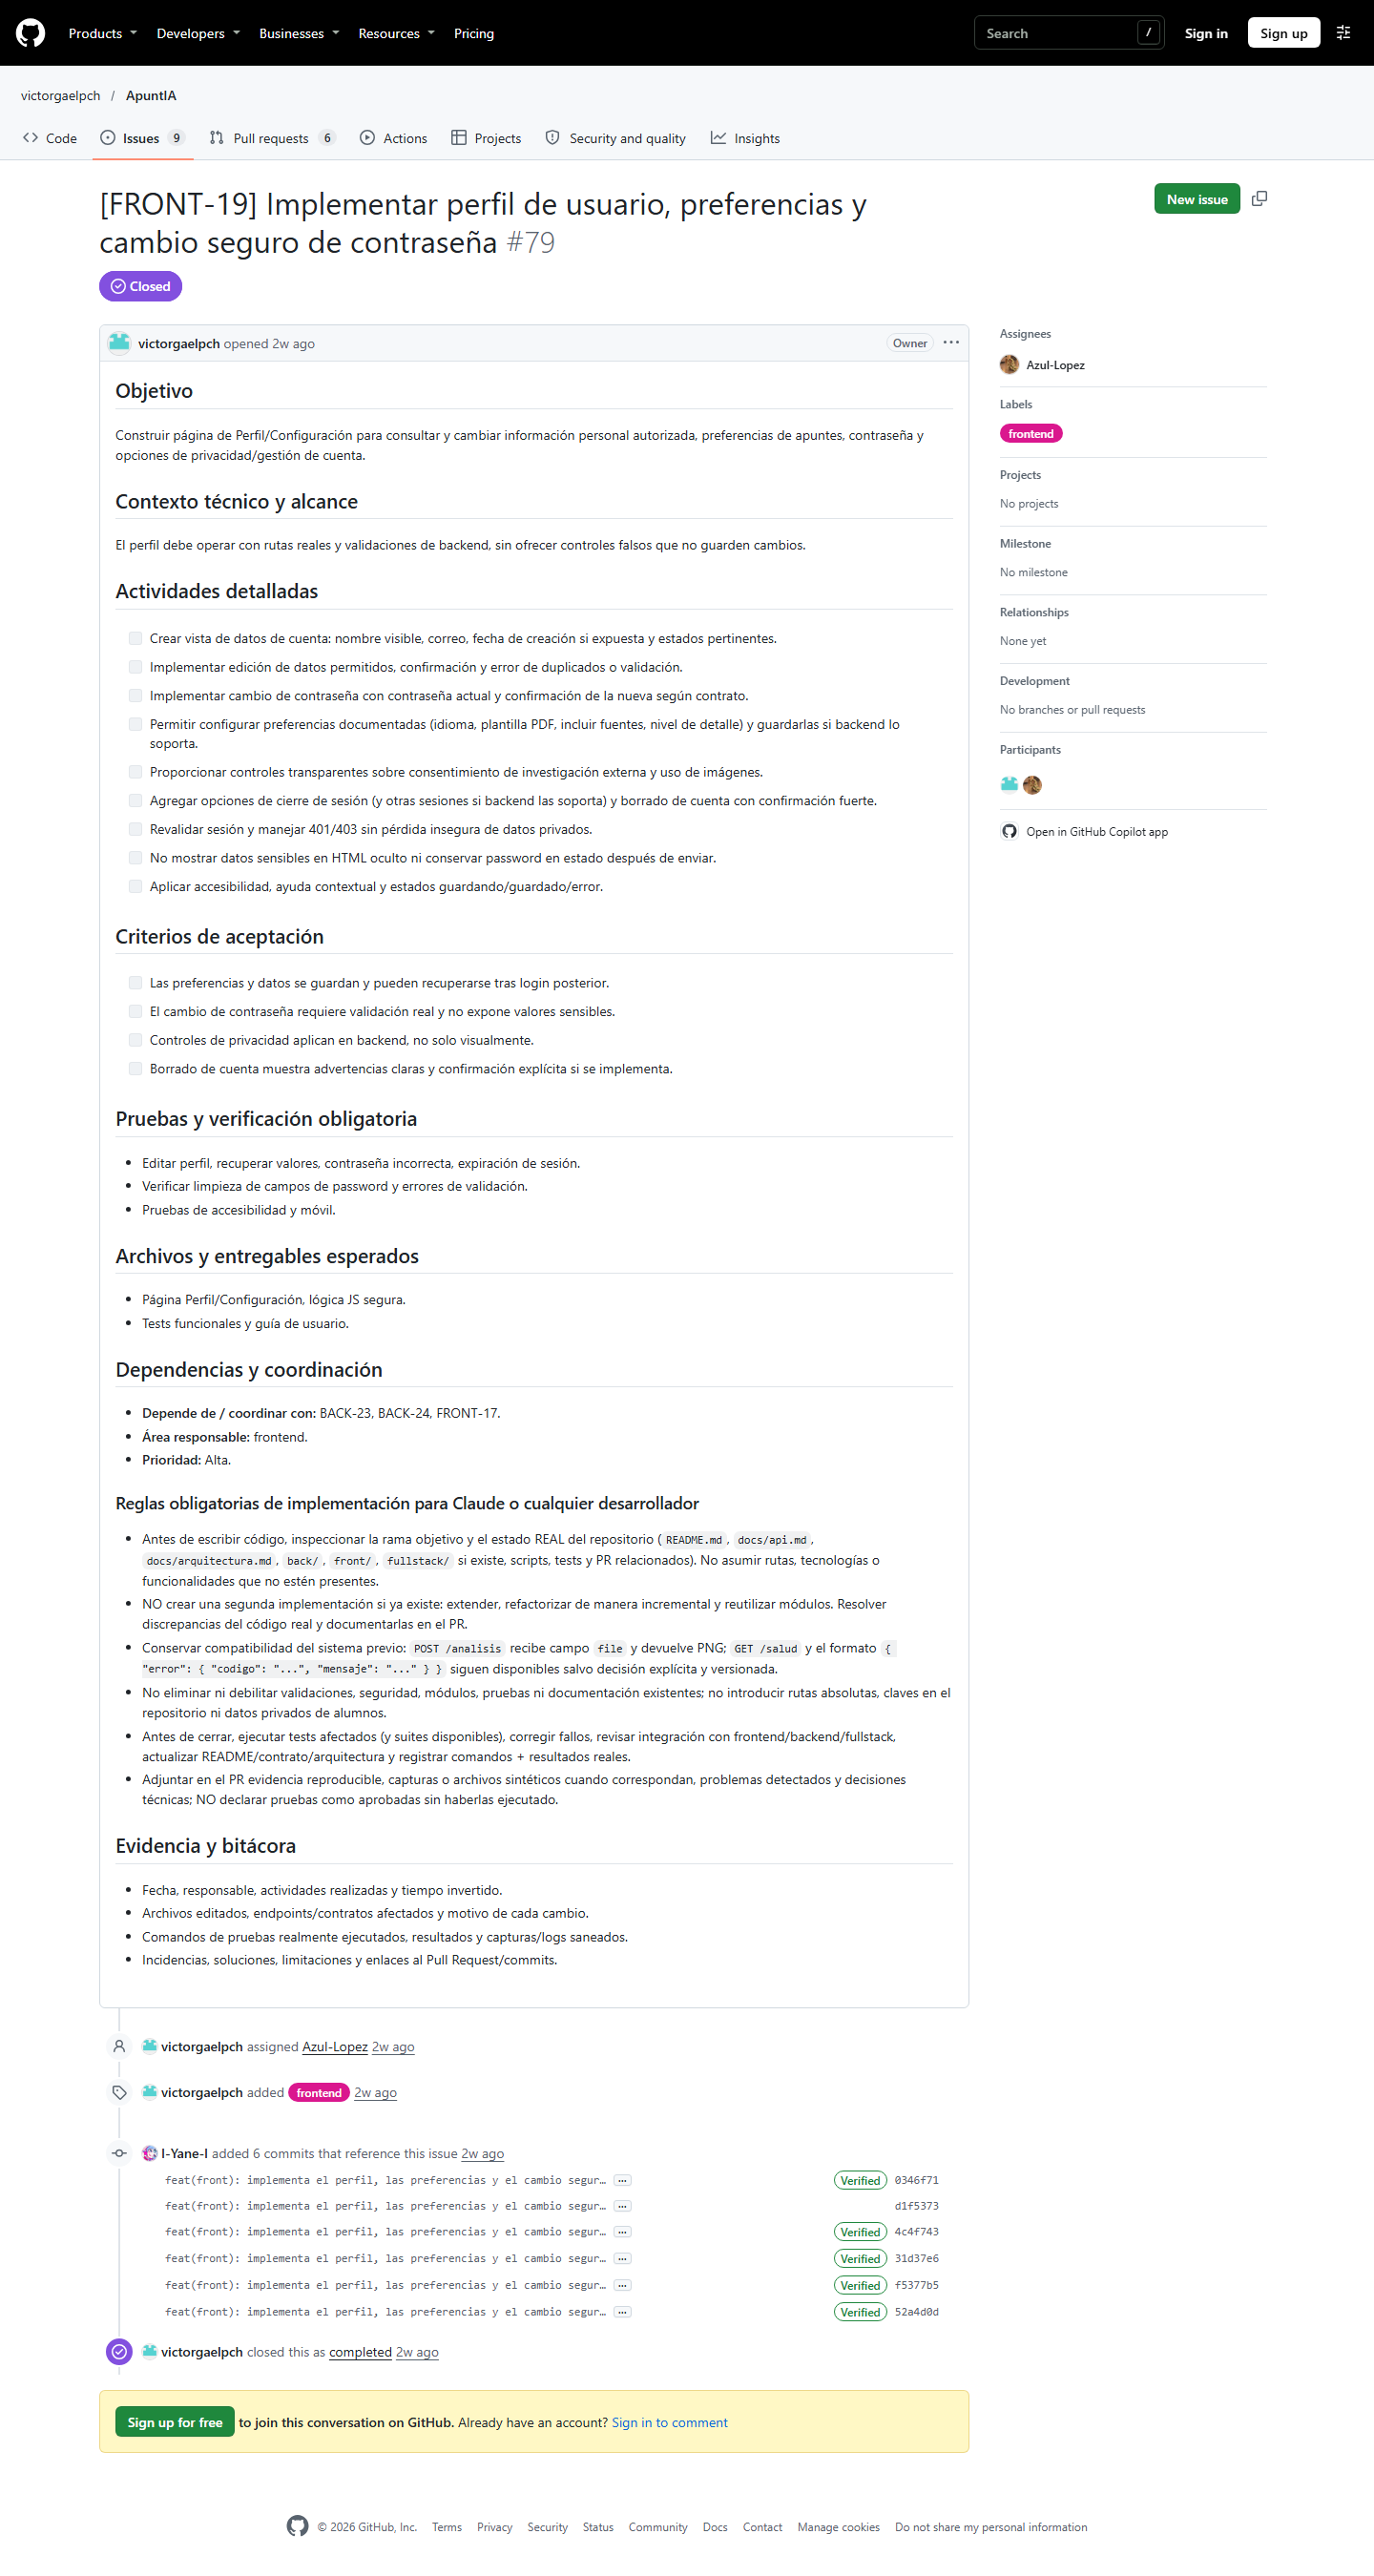 Products
Developers
Businesses
Resources
Pricing
Search
/
Sign in
Sign up
victorgaelpch / ApuntIA
Code
Issues 9
Pull requests 6
Actions
Projects
Security and quality
Insights
[FRONT-19] Implementar perfil de usuario, preferencias y
cambio seguro de contraseña #79
New issue
Closed
victorgaelpch opened 2w ago
Owner
Objetivo
Construir página de Perfil/Configuración para consultar y cambiar información personal autorizada, preferencias de apuntes, contraseña y
opciones de privacidad/gestión de cuenta.
Contexto técnico y alcance
El perfil debe operar con rutas reales y validaciones de backend, sin ofrecer controles falsos que no guarden cambios.
Actividades detalladas
Crear vista de datos de cuenta: nombre visible, correo, fecha de creación si expuesta y estados pertinentes.
Implementar edición de datos permitidos, confirmación y error de duplicados o validación.
Implementar cambio de contraseña con contraseña actual y confirmación de la nueva según contrato.
Permitir configurar preferencias documentadas (idioma, plantilla PDF, incluir fuentes, nivel de detalle) y guardarlas si backend lo
soporta.
Proporcionar controles transparentes sobre consentimiento de investigación externa y uso de imágenes.
Agregar opciones de cierre de sesión (y otras sesiones si backend las soporta) y borrado de cuenta con confirmación fuerte.
Revalidar sesión y manejar 401/403 sin pérdida insegura de datos privados.
No mostrar datos sensibles en HTML oculto ni conservar password en estado después de enviar.
Aplicar accesibilidad, ayuda contextual y estados guardando/guardado/error.
Criterios de aceptación
Las preferencias y datos se guardan y pueden recuperarse tras login posterior.
El cambio de contraseña requiere validación real y no expone valores sensibles.
Controles de privacidad aplican en backend, no solo visualmente.
Borrado de cuenta muestra advertencias claras y confirmación explícita si se implementa.
Pruebas y verificación obligatoria
Editar perfil, recuperar valores, contraseña incorrecta, expiración de sesión.
Verificar limpieza de campos de password y errores de validación.
Pruebas de accesibilidad y móvil.
Archivos y entregables esperados
Página Perfil/Configuración, lógica JS segura.
Tests funcionales y guía de usuario.
Dependencias y coordinación
Depende de / coordinar con: BACK-23, BACK-24, FRONT-17.
Área responsable: frontend.
Prioridad: Alta.
Reglas obligatorias de implementación para Claude o cualquier desarrollador
Antes de escribir código, inspeccionar la rama objetivo y el estado REAL del repositorio ( README.md, docs/api.md,
docs/arquitectura.md, back/, front/, fullstack/ si existe, scripts, tests y PR relacionados). No asumir rutas, tecnologías o
funcionalidades que no estén presentes.
NO crear una segunda implementación si ya existe: extender, refactorizar de manera incremental y reutilizar módulos. Resolver
discrepancias del código real y documentarlas en el PR.
Conservar compatibilidad del sistema previo: POST /analisis recibe campo file y devuelve PNG; GET /salud y el formato {
"error": { "codigo": "...", "mensaje": "..." } } siguen disponibles salvo decisión explícita y versionada.
No eliminar ni debilitar validaciones, seguridad, módulos, pruebas ni documentación existentes; no introducir rutas absolutas, claves en el
repositorio ni datos privados de alumnos.
Antes de cerrar, ejecutar tests afectados (y suites disponibles), corregir fallos, revisar integración con frontend/backend/fullstack,
actualizar README/contrato/arquitectura y registrar comandos + resultados reales.
Adjuntar en el PR evidencia reproducible, capturas o archivos sintéticos cuando correspondan, problemas detectados y decisiones
técnicas; NO declarar pruebas como aprobadas sin haberlas ejecutado.
Evidencia y bitácora
Fecha, responsable, actividades realizadas y tiempo invertido.
Archivos editados, endpoints/contratos afectados y motivo de cada cambio.
Comandos de pruebas realmente ejecutados, resultados y capturas/logs saneados.
Incidencias, soluciones, limitaciones y enlaces al Pull Request/commits.
victorgaelpch assigned Azul-Lopez 2w ago
victorgaelpch added frontend 2w ago
I-Yane-I added 6 commits that reference this issue 2w ago
feat(front): implementa el perfil, las preferencias y el cambio segur… ... Verified 0346f71
feat(front): implementa el perfil, las preferencias y el cambio segur… ... d1f5373
feat(front): implementa el perfil, las preferencias y el cambio segur… ... Verified 4c4f743
feat(front): implementa el perfil, las preferencias y el cambio segur… ... Verified 31d37e6
feat(front): implementa el perfil, las preferencias y el cambio segur… ... Verified f5377b5
feat(front): implementa el perfil, las preferencias y el cambio segur… ... Verified 52a4d0d
victorgaelpch closed this as completed 2w ago
Sign up for free to join this conversation on GitHub. Already have an account? Sign in to comment
Assignees
Azul-Lopez
Labels
frontend
Projects
No projects
Milestone
No milestone
Relationships
None yet
Development
No branches or pull requests
Participants
Open in GitHub Copilot app
© 2026 GitHub, Inc.
Terms
Privacy
Security
Status
Community
Docs
Contact
Manage cookies
Do not share my personal information